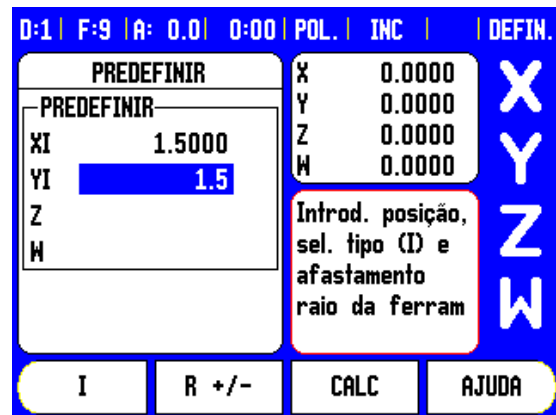 D:1 | F:9 | A: 0.0 | 0:00 | POL. | INC | | DEFIN.
PREDEFINIR
PREDEFINIR
XI 1.5000
YI 1.5
Z
W
X 0.0000
Y 0.0000
Z 0.0000
W 0.0000
Introd. posição,
sel. tipo (I) e
afastamento
raio da ferram
X
Y
Z
W
I R +/- CALC AJUDA